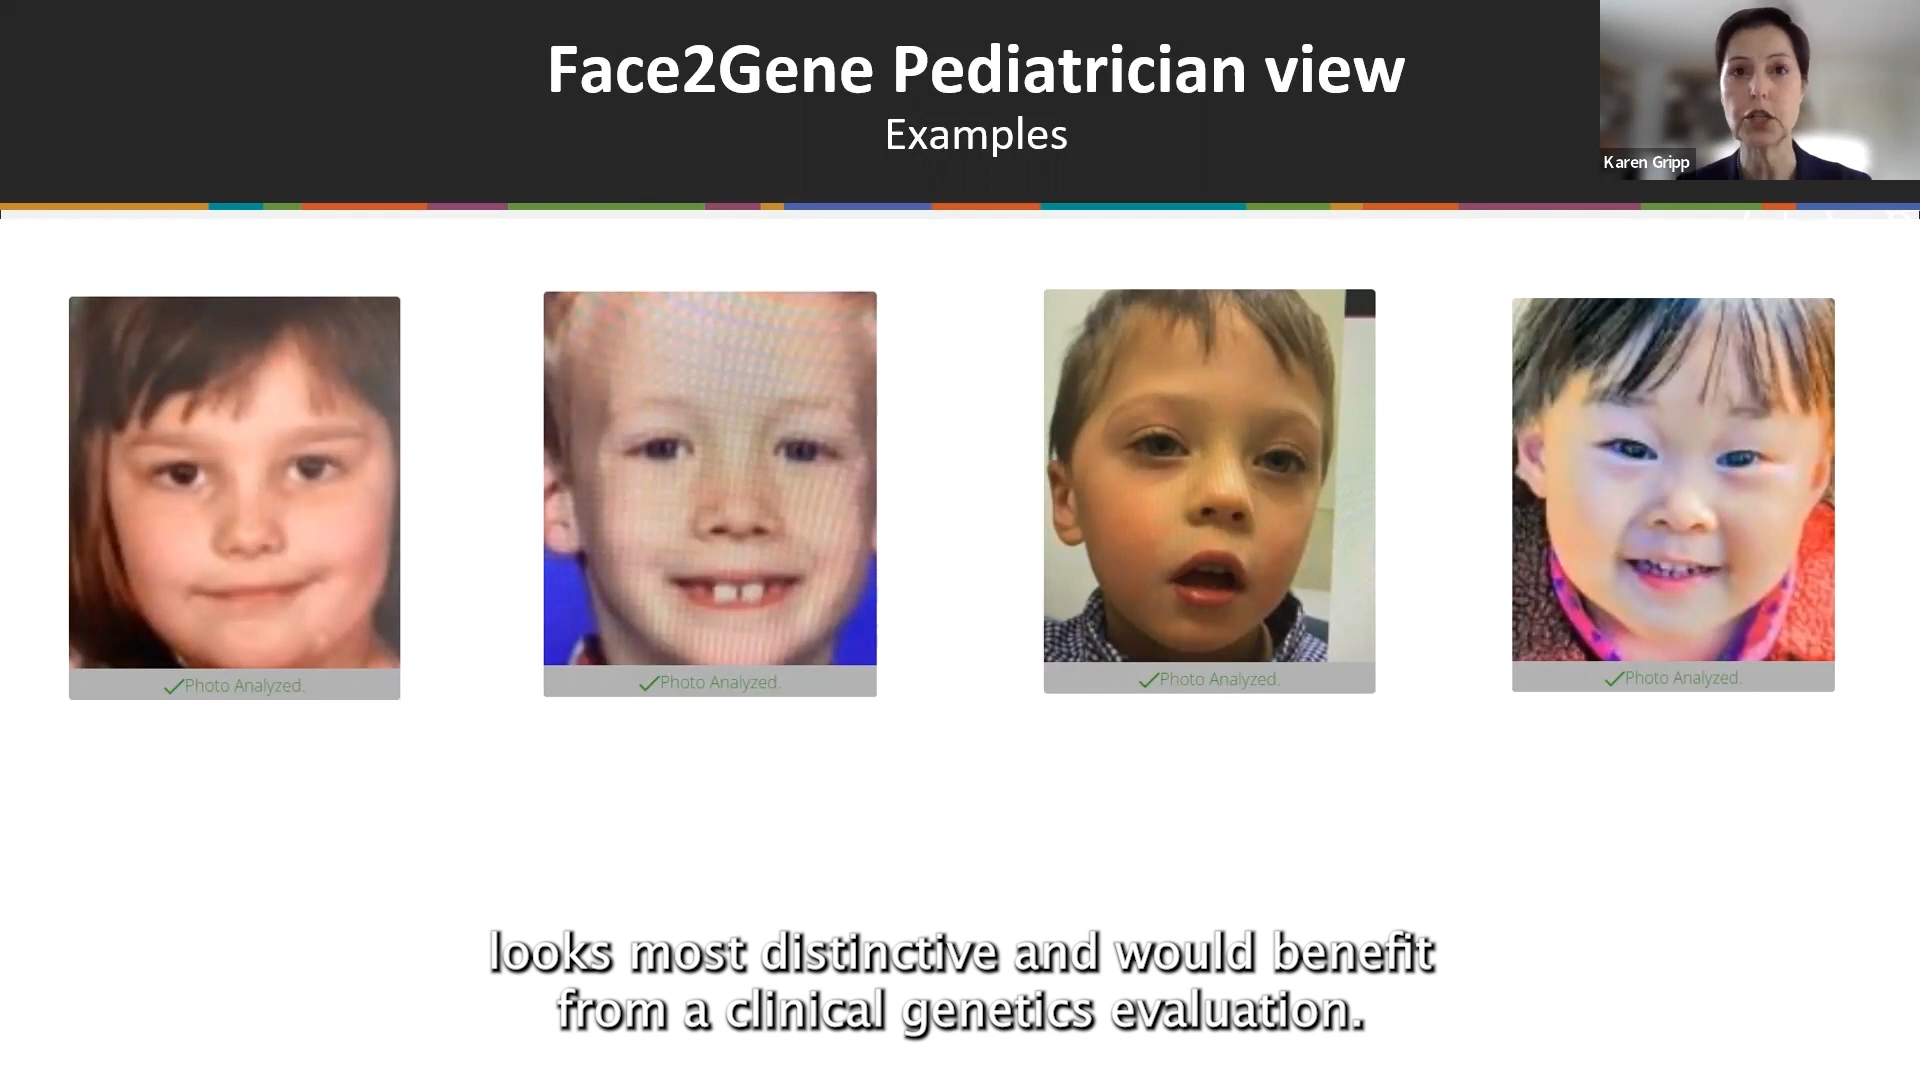 Face2Gene Pediatrician view
Examples
Karen Gripp
Photo Analyzed.
Photo Analyzed.
Photo Analyzed.
Photo Analyzed.
looks most distinctive and would benefit
from a clinical genetics evaluation.